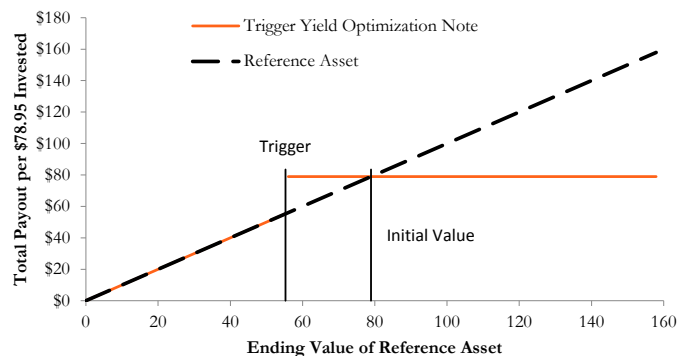 $180
$160
$140
$120
$100
$80
$60
$40
$20
$0
Total Payout per $78.95 Invested
Trigger Yield Optimization Note
Reference Asset
Trigger
Initial Value
0 20 40 60 80 100 120 140 160
Ending Value of Reference Asset